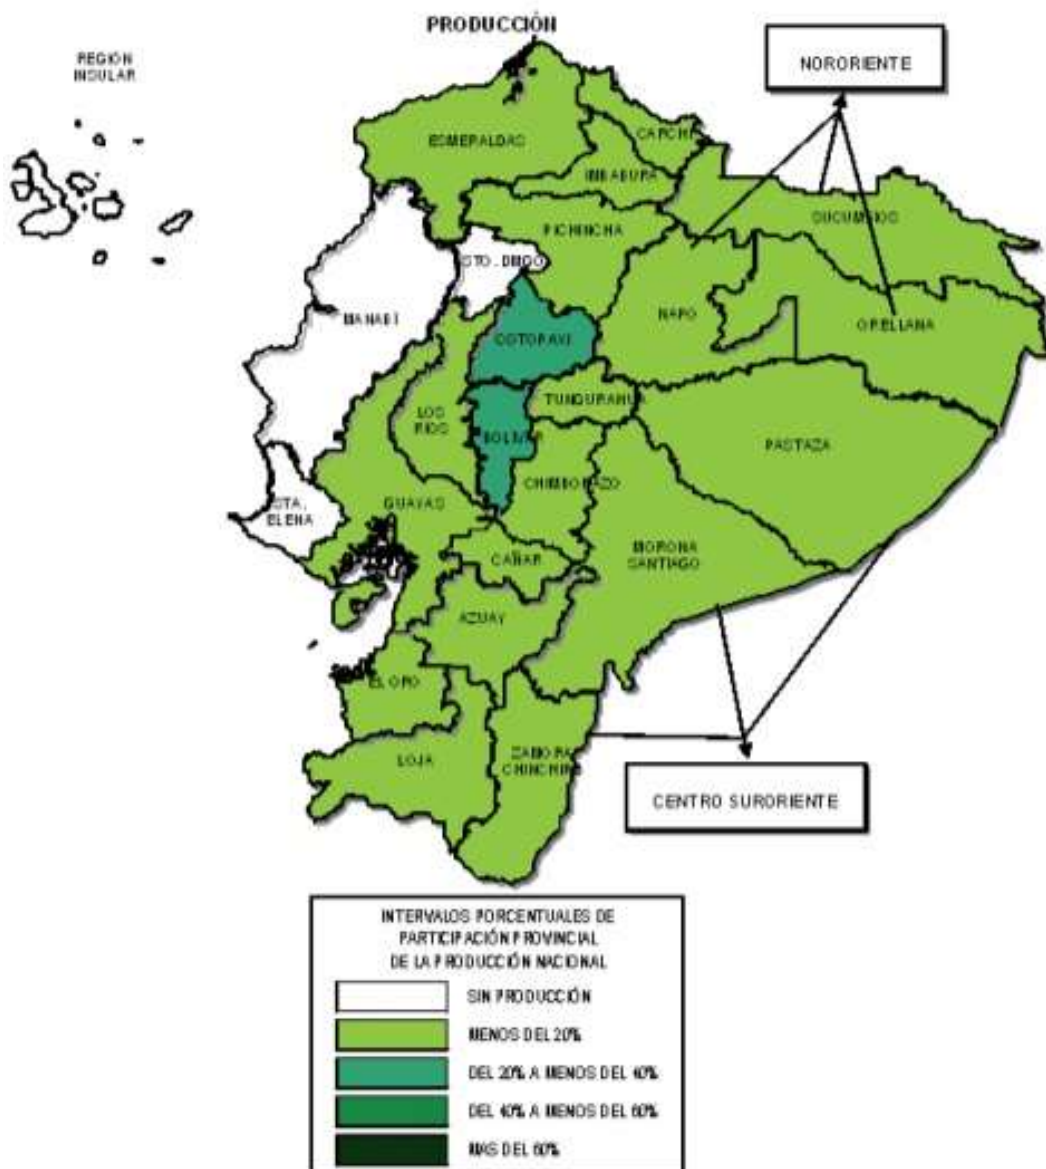 PRODUCCIÓN
REGIÓN
INSULAR
NORORIENTE
ESMERALDAS
CARCHI
IMBABURA
SUCUMBIOS
PICHINCHA
STO. DMGO
MANABÍ
NAPO
ORELLANA
COTOPAXI
TUNGURAHUA
LOS
RIOS
BOLIVAR
PASTAZA
CHIMBORAZO
STA.
ELENA
GUAYAS
MORONA
SANTIAGO
CAÑAR
AZUAY
EL ORO
LOJA
ZAMORA
CHINCHIPE
CENTRO SURORIENTE
INTERVALOS PORCENTUALES DE
PARTICIPACIÓN PROVINCIAL
DE LA PRODUCCIÓN NACIONAL
SIN PRODUCCIÓN
MENOS DEL 20%
DEL 20% A MENOS DEL 40%
DEL 40% A MENOS DEL 60%
MAS DEL 60%